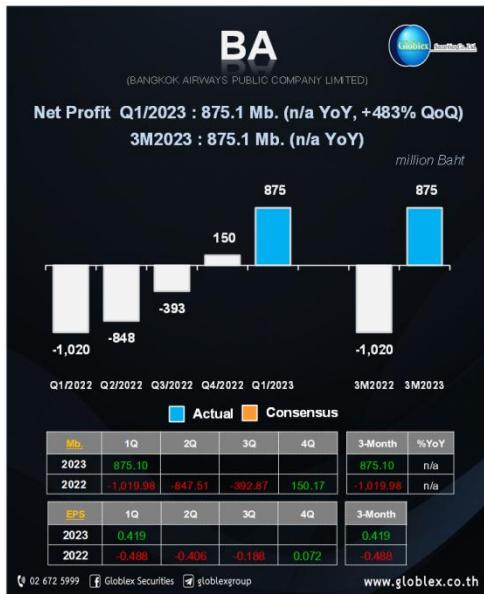 BA
Globlex Securities Co.,Ltd.
(BANGKOK AIRWAYS PUBLIC COMPANY LIMITED)
Net Profit Q1/2023 : 875.1 Mb. (n/a YoY, +483% QoQ)
3M2023 : 875.1 Mb. (n/a YoY)
million Baht
875 875
150
-393
-848
-1,020 -1,020
Q1/2022 Q2/2022 Q3/2022 Q4/2022 Q1/2023 3M2022 3M2023
Actual Consensus
Mb. 1Q 2Q 3Q 4Q 3-Month %YoY
2023 875.10 875.10 n/a
2022 -1,019.98 -847.51 -392.87 150.17 -1,019.98 n/a
EPS 1Q 2Q 3Q 4Q 3-Month
2023 0.419 0.419
2022 -0.488 -0.406 -0.188 0.072 -0.488
02 672 5999 Globlex Securities globlexgroup www.globlex.co.th